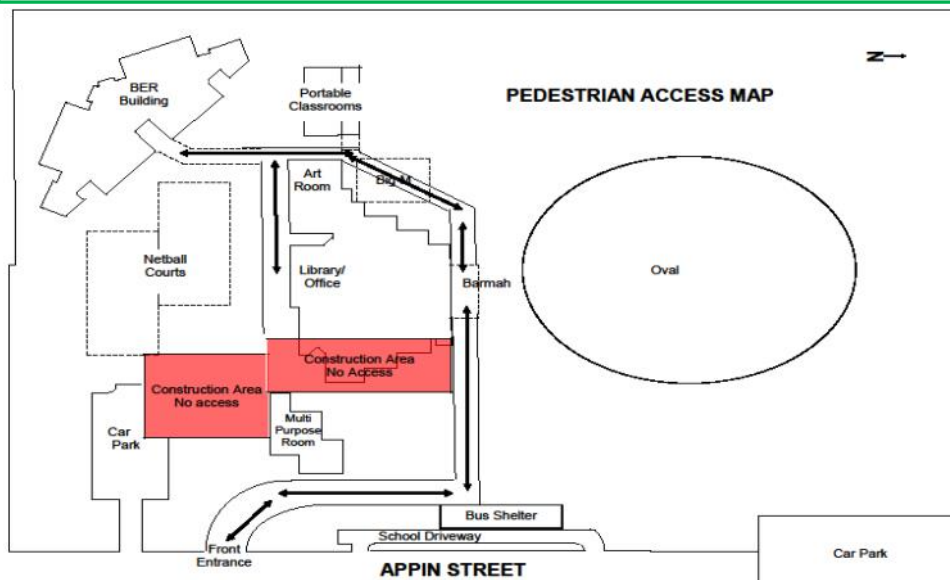 N
BER
Building
Portable
Classrooms
PEDESTRIAN ACCESS MAP
Art
Room
Big M
Netball
Courts
Library/
Office
Barmah
Oval
Construction Area
No Access
Construction Area
No access
Car
Park
Multi
Purpose
Room
Bus Shelter
School Driveway
Front
Entrance
APPIN STREET
Car Park